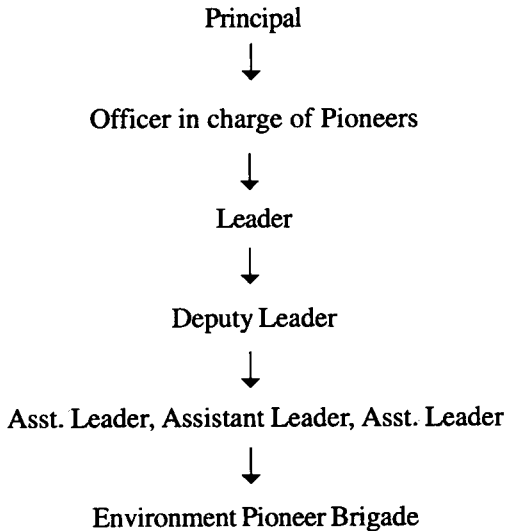 Principal
Officer in charge of Pioneers
Leader
Deputy Leader
Asst. Leader, Assistant Leader, Asst. Leader
Environment Pioneer Brigade